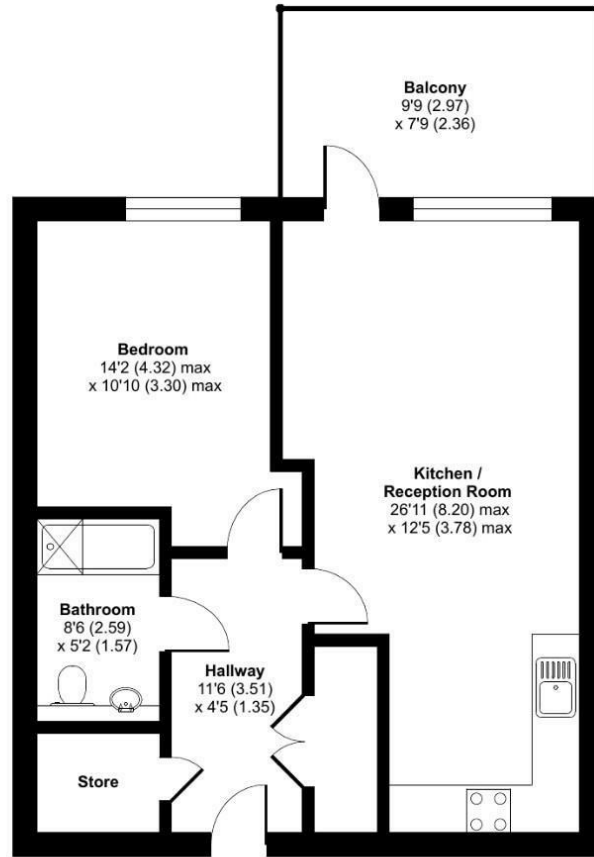 Balcony
9'9 (2.97)
x 7'9 (2.36)
Bedroom
14'2 (4.32) max
x 10'10 (3.30) max
Kitchen /
Reception Room
26'11 (8.20) max
x 12'5 (3.78) max
Bathroom
8'6 (2.59)
x 5'2 (1.57)
Hallway
11'6 (3.51)
x 4'5 (1.35)
Store